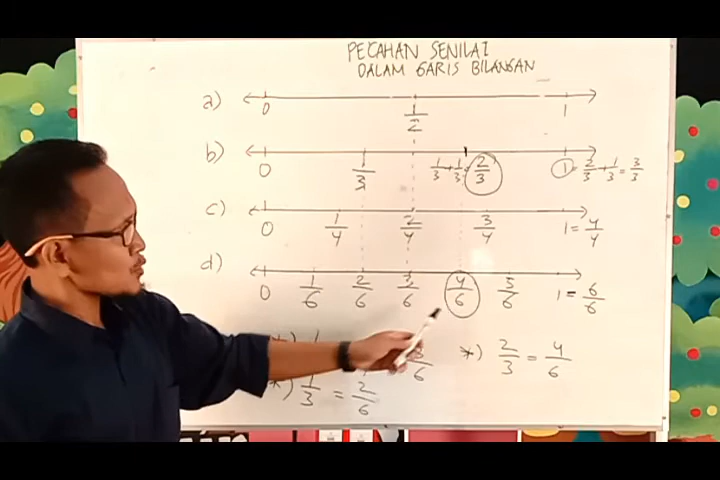 PECAHAN SENILAI
DALAM GARIS BILANGAN
a) 0 1/2 1
b) 0 1/3 1/3+1/3= 2/3 1= 2/3+1/3=3/3
c) 0 1/4 2/4 3/4 1=4/4
d) 0 1/6 2/6 3/6 4/6 5/6 1=6/6
*) 2/3 = 4/6
*) 1/3 = 2/6